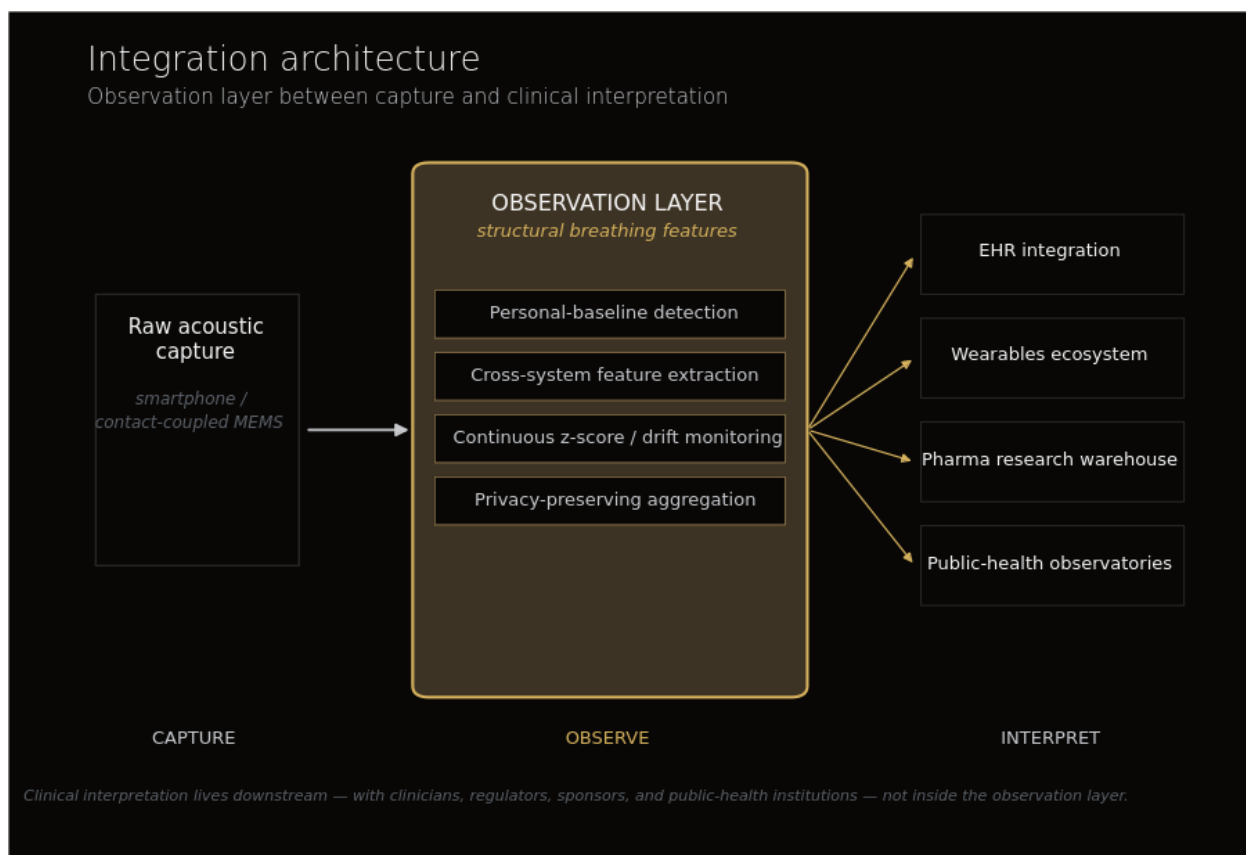 Integration architecture
Observation layer between capture and clinical interpretation
Raw acoustic
capture
smartphone /
contact-coupled MEMS
OBSERVATION LAYER
structural breathing features
Personal-baseline detection
Cross-system feature extraction
Continuous z-score / drift monitoring
Privacy-preserving aggregation
EHR integration
Wearables ecosystem
Pharma research warehouse
Public-health observatories
CAPTURE
OBSERVE
INTERPRET
Clinical interpretation lives downstream — with clinicians, regulators, sponsors, and public-health institutions — not inside the observation layer.